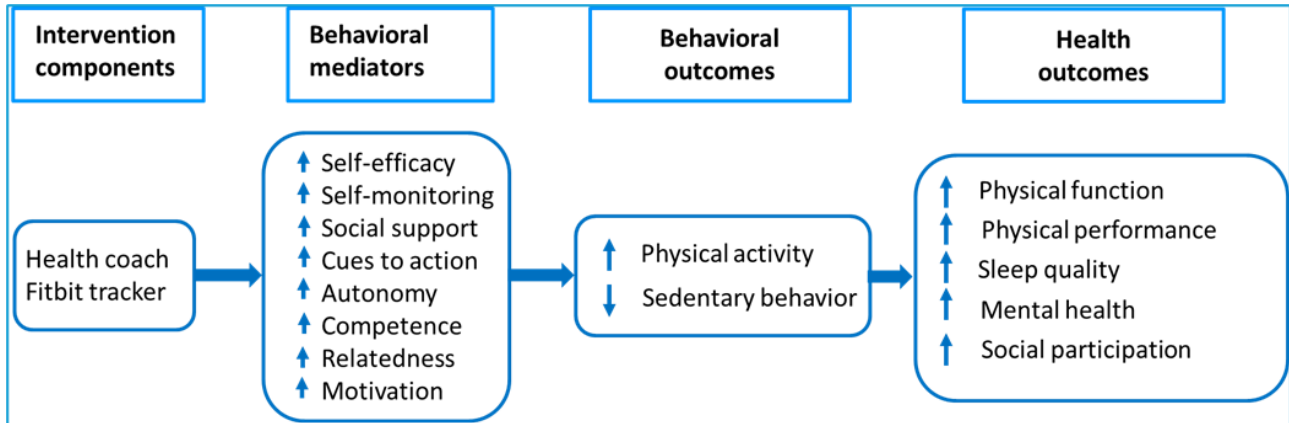 Intervention
components
Behavioral
mediators
Behavioral
outcomes
Health
outcomes
Health coach
Fitbit tracker
Self-efficacy
Self-monitoring
Social support
Cues to action
Autonomy
Competence
Relatedness
Motivation
Physical activity
Sedentary behavior
Physical function
Physical performance
Sleep quality
Mental health
Social participation